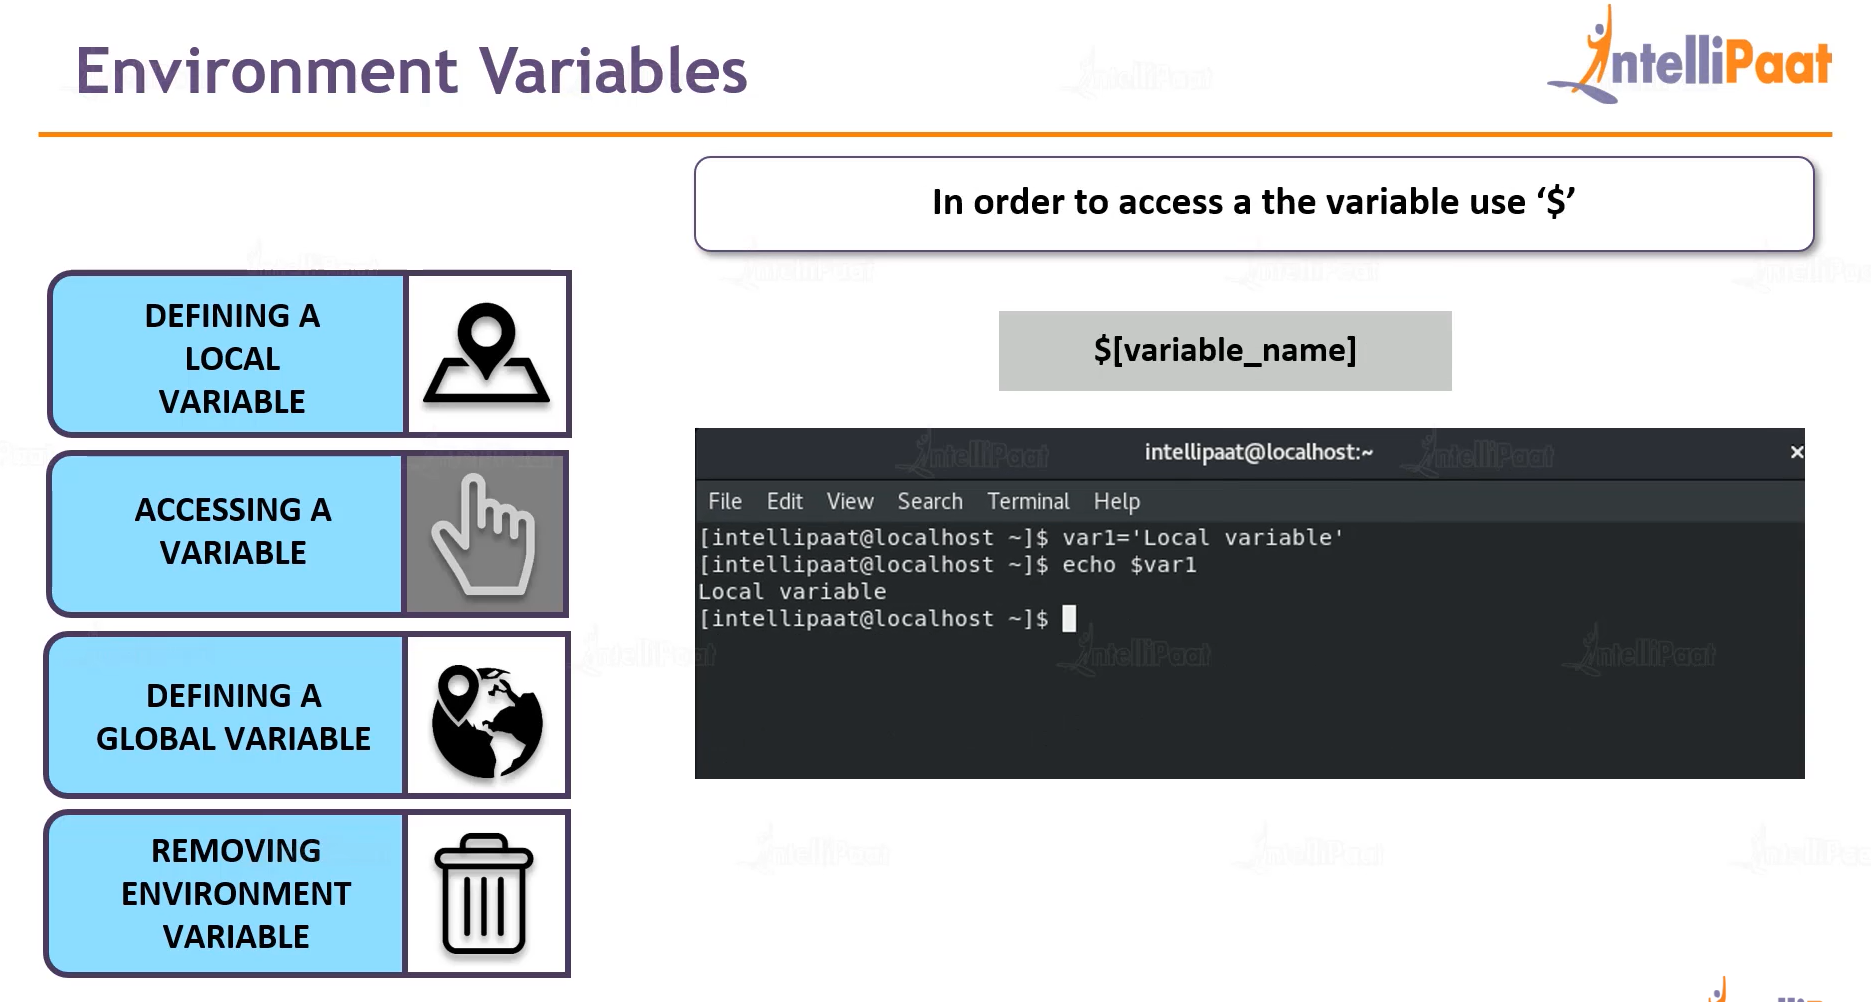 Environment Variables
IntelliPaat
In order to access a the variable use ‘$’
$[variable_name]
DEFINING A
LOCAL
VARIABLE
ACCESSING A
VARIABLE
DEFINING A
GLOBAL VARIABLE
REMOVING
ENVIRONMENT
VARIABLE
intellipaat@localhost:~ ×
File Edit View Search Terminal Help
[intellipaat@localhost ~]$ var1='Local variable'
[intellipaat@localhost ~]$ echo $var1
Local variable
[intellipaat@localhost ~]$